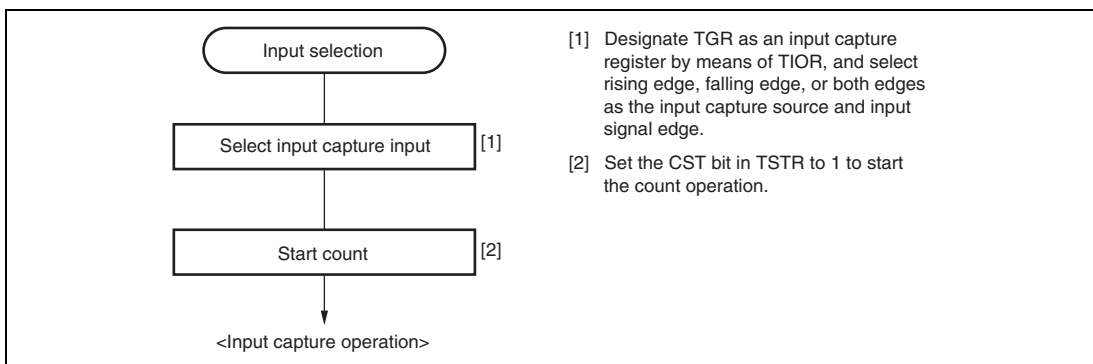 Input selection
Select input capture input
[1]
Start count
[2]
<Input capture operation>
[1] Designate TGR as an input capture
register by means of TIOR, and select
rising edge, falling edge, or both edges
as the input capture source and input
signal edge.
[2] Set the CST bit in TSTR to 1 to start
the count operation.